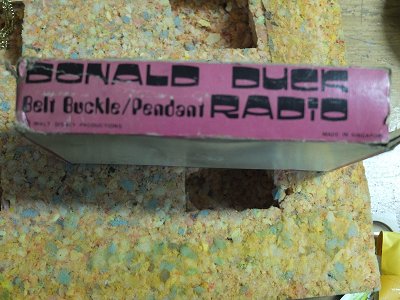 DONALD DUCK
Belt Buckle/Pendant RADIO
© WALT DISNEY PRODUCTIONS
MADE IN SINGAPORE